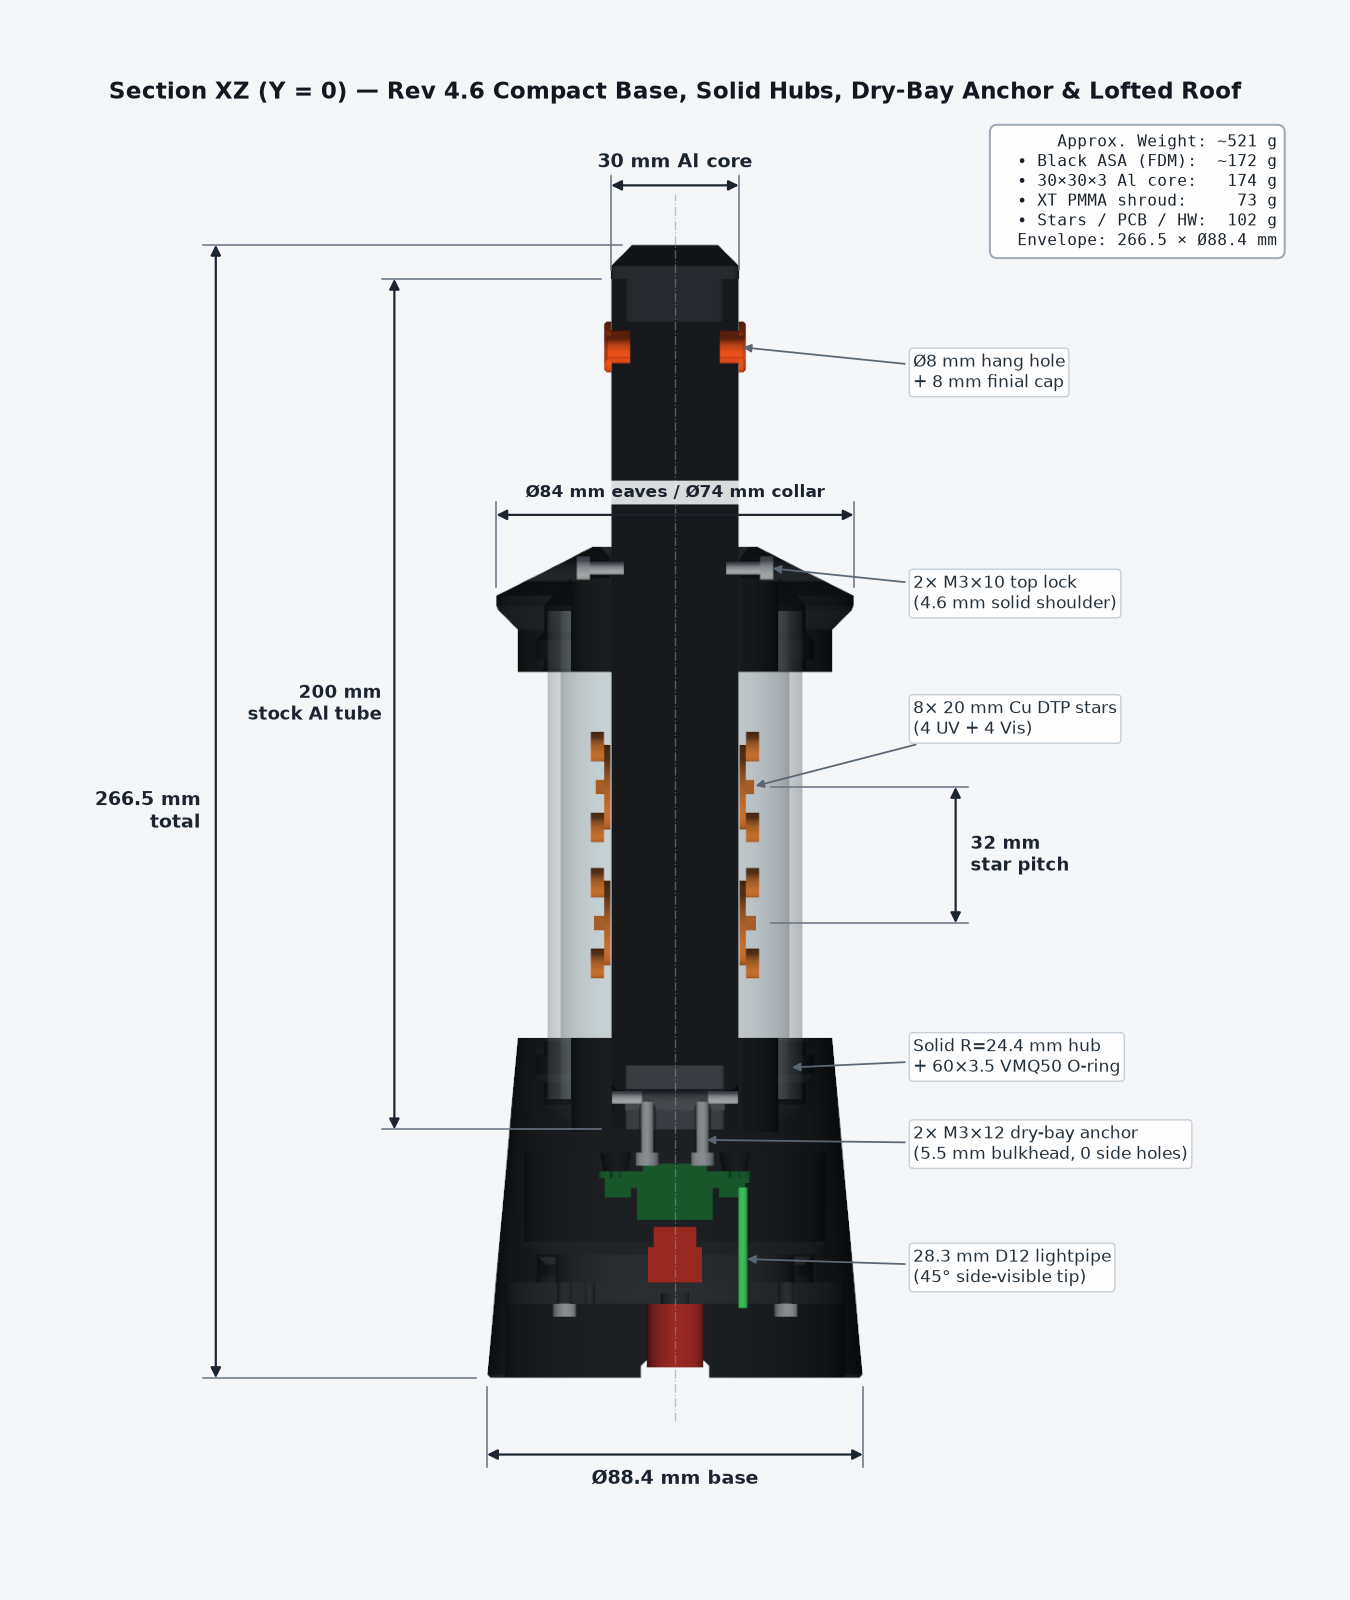 Section XZ (Y = 0) — Rev 4.6 Compact Base, Solid Hubs, Dry-Bay Anchor & Lofted Roof
Approx. Weight: ~521 g
• Black ASA (FDM): ~172 g
• 30×30×3 Al core: 174 g
• XT PMMA shroud: 73 g
• Stars / PCB / HW: 102 g
Envelope: 266.5 × Ø88.4 mm
30 mm Al core
Ø8 mm hang hole
+ 8 mm finial cap
Ø84 mm eaves / Ø74 mm collar
2× M3×10 top lock
(4.6 mm solid shoulder)
200 mm
stock Al tube
8× 20 mm Cu DTP stars
(4 UV + 4 Vis)
266.5 mm
total
32 mm
star pitch
Solid R=24.4 mm hub
+ 60×3.5 VMQ50 O-ring
2× M3×12 dry-bay anchor
(5.5 mm bulkhead, 0 side holes)
28.3 mm D12 lightpipe
(45° side-visible tip)
Ø88.4 mm base